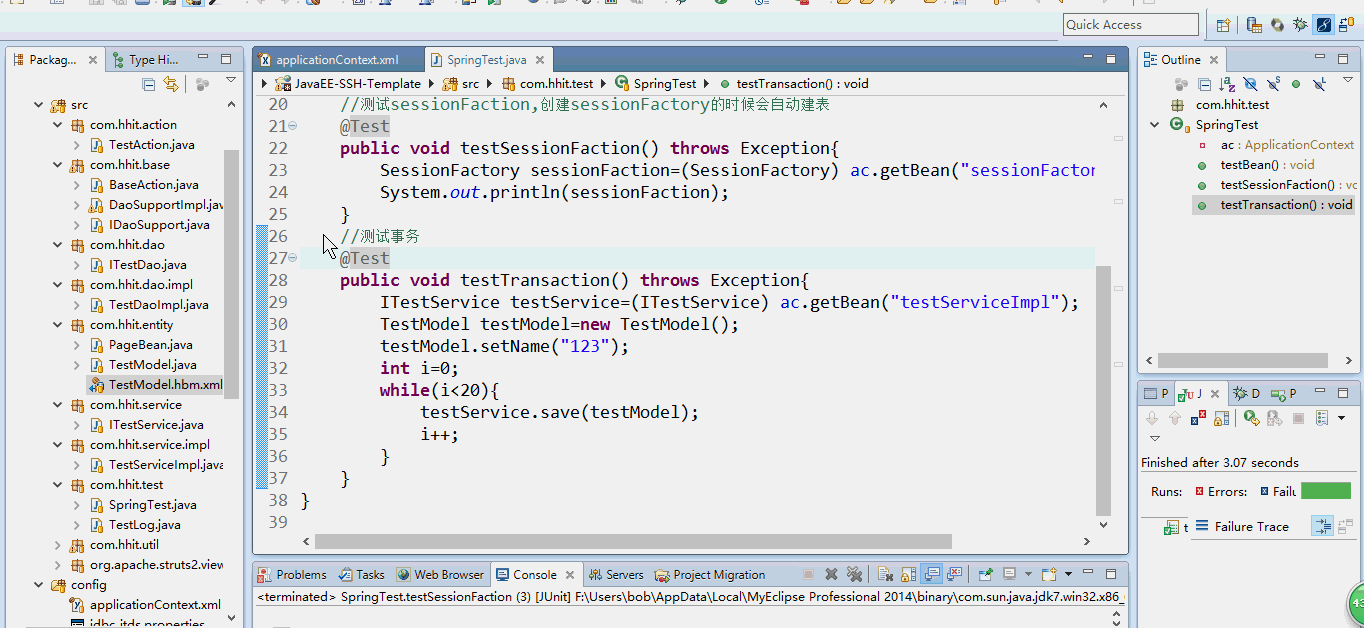 Quick Access
Packag...
Type Hi...
src
com.hhit.action
TestAction.java
com.hhit.base
BaseAction.java
DaoSupportImpl.jav
IDaoSupport.java
com.hhit.dao
ITestDao.java
com.hhit.dao.impl
TestDaoImpl.java
com.hhit.entity
PageBean.java
TestModel.java
TestModel.hbm.xml
com.hhit.service
ITestService.java
com.hhit.service.impl
TestServiceImpl.java
com.hhit.test
SpringTest.java
TestLog.java
com.hhit.util
org.apache.struts2.view
config
applicationContext.xml
jdbc.jtds.properties
applicationContext.xml
SpringTest.java
JavaEE-SSH-Template
src
com.hhit.test
SpringTest
testTransaction() : void
20 //测试sessionFaction,创建sessionFactory的时候会自动建表
21 @Test
22 public void testSessionFaction() throws Exception{
23 SessionFactory sessionFaction=(SessionFactory) ac.getBean("sessionFactor
24 System.out.println(sessionFaction);
25 }
26 //测试事务
27 @Test
28 public void testTransaction() throws Exception{
29 ITestService testService=(ITestService) ac.getBean("testServiceImpl");
30 TestModel testModel=new TestModel();
31 testModel.setName("123");
32 int i=0;
33 while(i<20){
34 testService.save(testModel);
35 i++;
36 }
37 }
38 }
39
Problems
Tasks
Web Browser
Console
Servers
Project Migration
<terminated> SpringTest.testSessionFaction (3) [JUnit] F:\Users\bob\AppData\Local\MyEclipse Professional 2014\binary\com.sun.java.jdk7.win32.x86_
Outline
com.hhit.test
SpringTest
ac : ApplicationContext
testBean() : void
testSessionFaction() : vo
testTransaction() : void
P
J
D
P
Finished after 3.07 seconds
Runs:
Errors:
Failu
t
Failure Trace